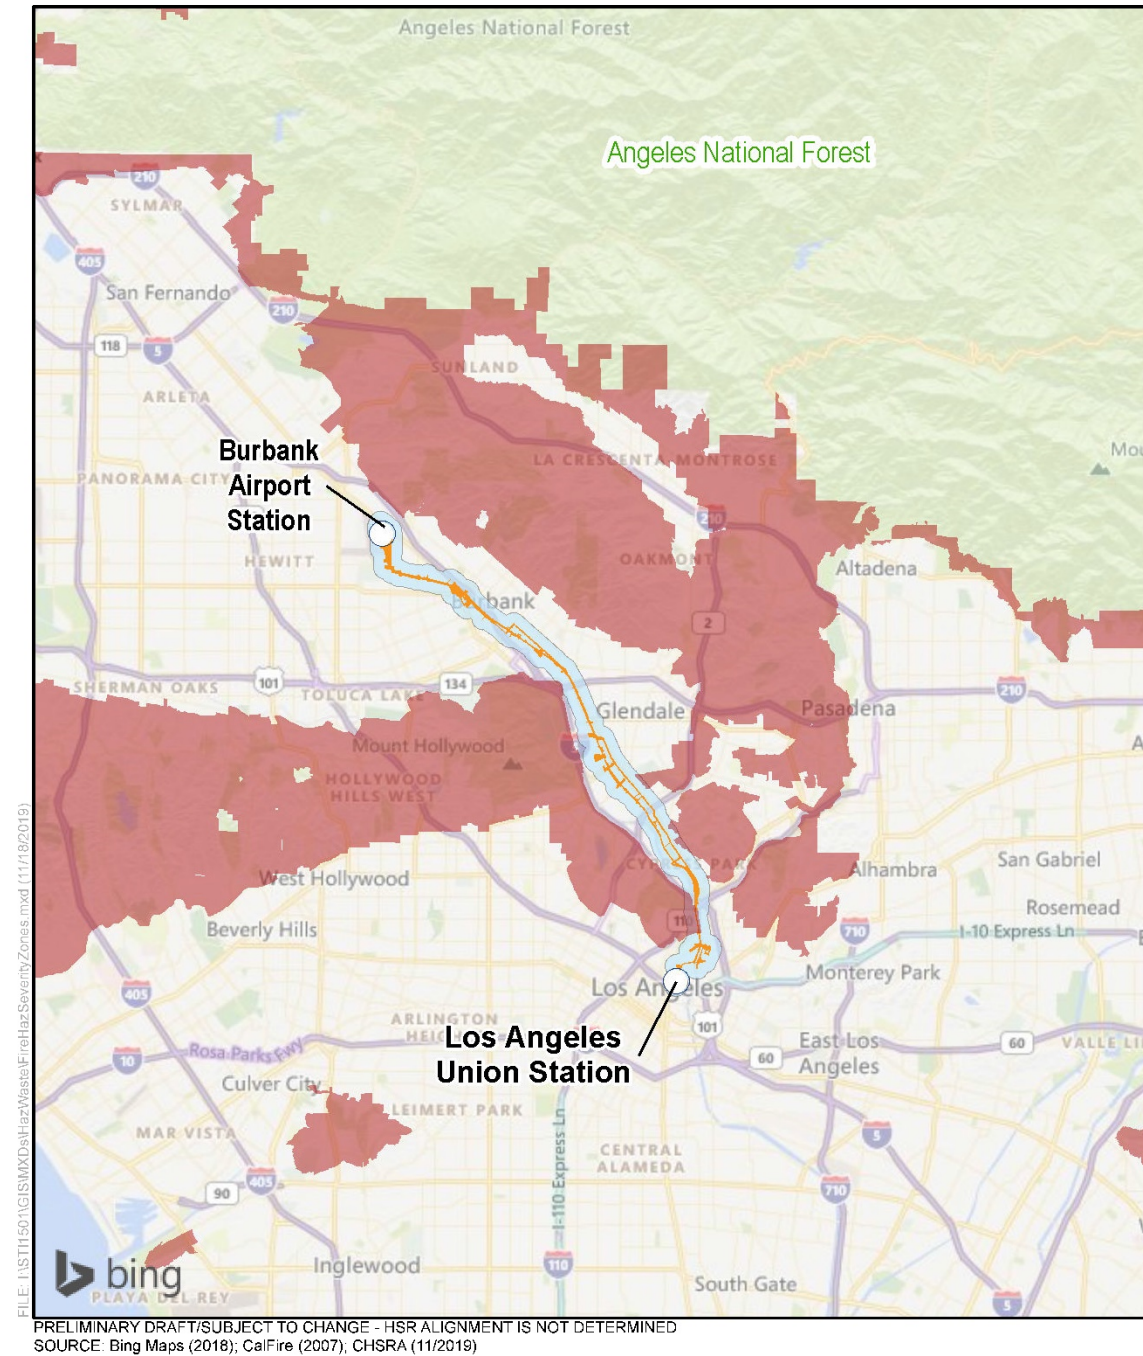 Angeles National Forest
Angeles National Forest
210
SYLMAR
405
San Fernando
210
118
5
SUNLAND
ARLETA
Burbank
Airport
Station
LA CRESCENTA MONTROSE
PANORAMA CITY
210
HEWITT
OAKMONT
Altadena
Burbank
2
SHERMAN OAKS
101
TOLUCA LAKE
134
210
Glendale
Pasadena
Mount Hollywood
HOLLYWOOD
HILLS WEST
CYPRESS PARK
San Gabriel
Alhambra
West Hollywood
Rosemead
Beverly Hills
110
710
I-10 Express Ln
Monterey Park
405
Los Angeles
ARLINGTON
101
Los Angeles
Union Station
East Los
Angeles
60
60
10
Rosa Parks Fwy
Culver City
LEIMERT PARK
MAR VISTA
5
CENTRAL
ALAMEDA
I-110 Express Ln
405
90
710
bing
Inglewood
110
South Gate
PLAYA DEL REY
5
FILE: I:\STI1501\GIS\MXDs\HazWaste\FireHazSeverityZones.mxd (11/18/2019)
PRELIMINARY DRAFT/SUBJECT TO CHANGE - HSR ALIGNMENT IS NOT DETERMINED
SOURCE: Bing Maps (2018); CalFire (2007); CHSRA (11/2019)